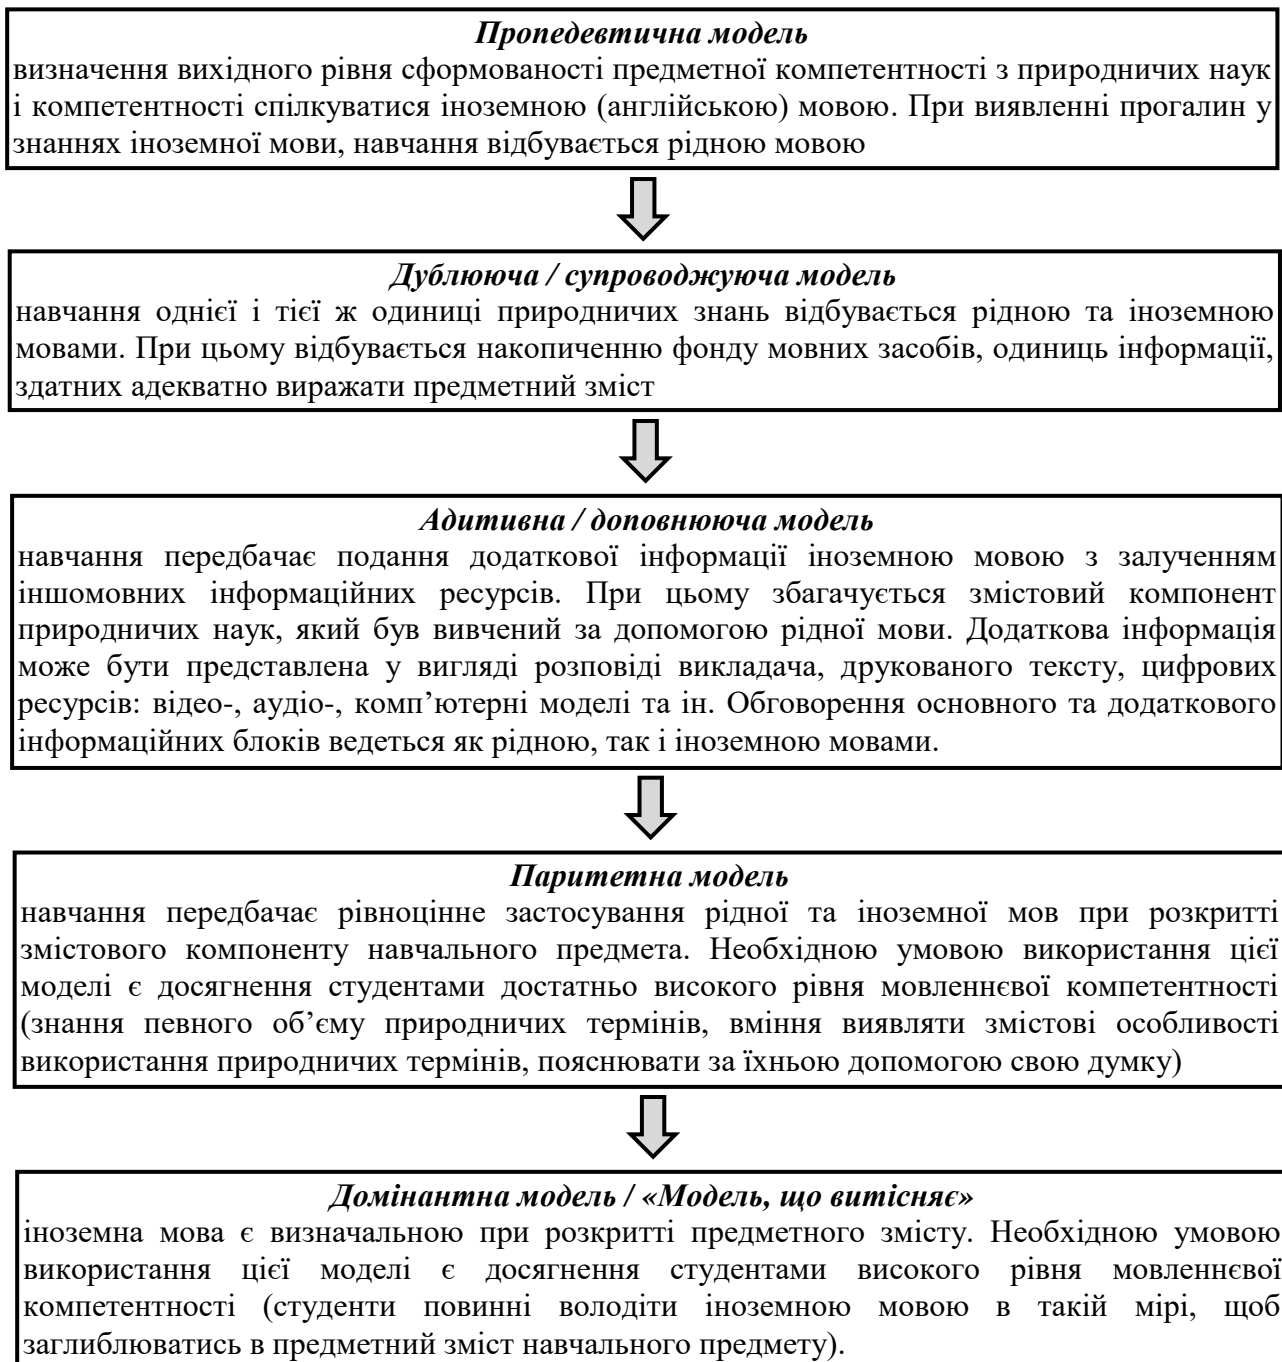 Пропедевтична модель
визначення вихідного рівня сформованості предметної компетентності з природничих наук
і компетентності спілкуватися іноземною (англійською) мовою. При виявленні прогалин у
знаннях іноземної мови, навчання відбувається рідною мовою
Дублююча / супроводжуюча модель
навчання однієї і тієї ж одиниці природничих знань відбувається рідною та іноземною
мовами. При цьому відбувається накопиченню фонду мовних засобів, одиниць інформації,
здатних адекватно виражати предметний зміст
Адитивна / доповнююча модель
навчання передбачає подання додаткової інформації іноземною мовою з залученням
іншомовних інформаційних ресурсів. При цьому збагачується змістовий компонент
природничих наук, який був вивчений за допомогою рідної мови. Додаткова інформація
може бути представлена у вигляді розповіді викладача, друкованого тексту, цифрових
ресурсів: відео-, аудіо-, комп’ютерні моделі та ін. Обговорення основного та додаткового
інформаційних блоків ведеться як рідною, так і іноземною мовами.
Паритетна модель
навчання передбачає рівноцінне застосування рідної та іноземної мов при розкритті
змістового компоненту навчального предмета. Необхідною умовою використання цієї
моделі є досягнення студентами достатньо високого рівня мовленнєвої компетентності
(знання певного об’єму природничих термінів, вміння виявляти змістові особливості
використання природничих термінів, пояснювати за їхньою допомогою свою думку)
Домінантна модель / «Модель, що витісняє»
іноземна мова є визначальною при розкритті предметного змісту. Необхідною умовою
використання цієї моделі є досягнення студентами високого рівня мовленнєвої
компетентності (студенти повинні володіти іноземною мовою в такій мірі, щоб
заглиблюватись в предметний зміст навчального предмету).